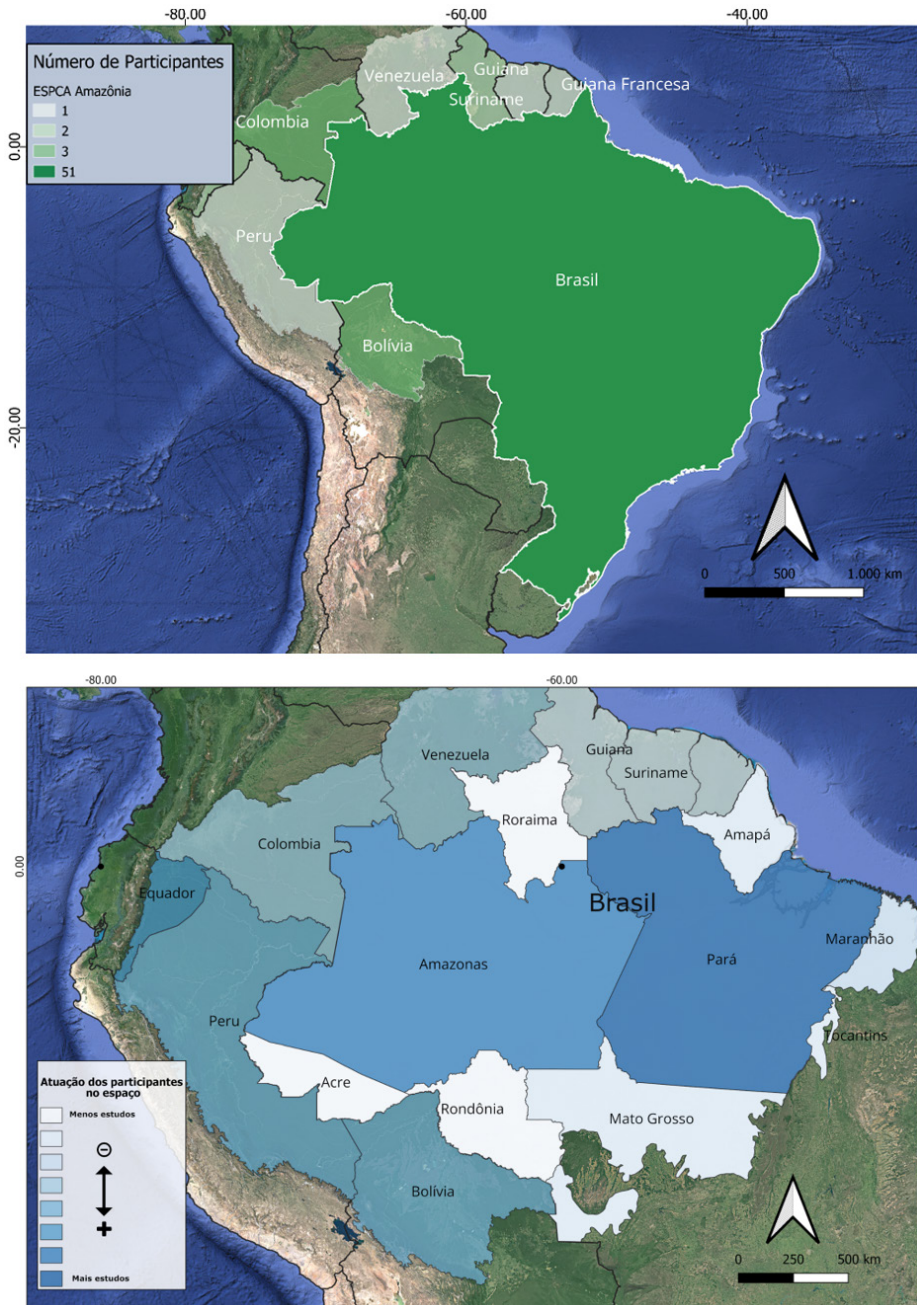 -80.00
-60.00
-40.00
Número de Participantes
ESPCA Amazônia
1
2
3
51
0.00
-20.00
Venezuela
Guiana
Guiana Francesa
Suriname
Colombia
Peru
Brasil
Bolívia
0 500 1.000 km
-80.00
-60.00
0.00
Venezuela
Guiana
Suriname
Roraima
Amapá
Colombia
Equador
Brasil
Maranhão
Amazonas
Pará
Peru
Tocantins
Acre
Rondônia
Mato Grosso
Bolívia
Atuação dos participantes
no espaço
Menos estudos
Mais estudos
0 250 500 km